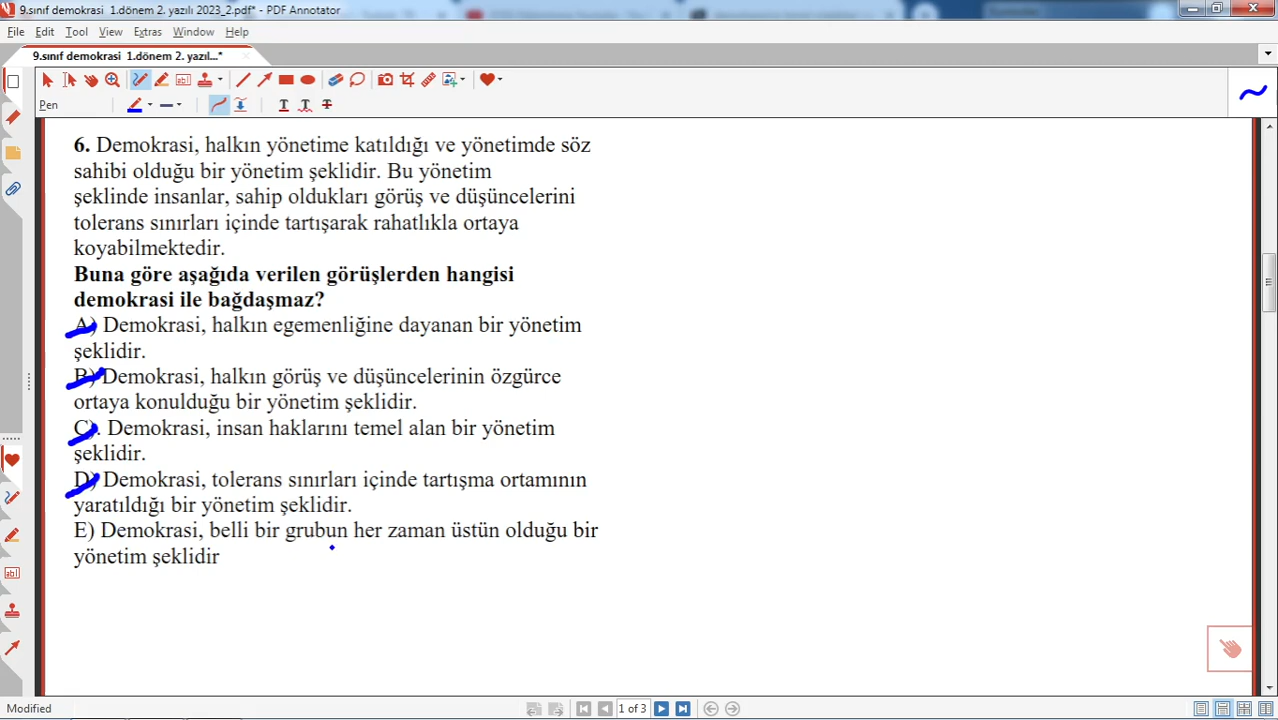 9.sınıf demokrasi 1.dönem 2. yazılı 2023_2.pdf* - PDF Annotator
File Edit Tool View Extras Window Help
9.sınıf demokrasi 1.dönem 2. yazıl...*
Pen
6. Demokrasi, halkın yönetime katıldığı ve yönetimde söz
sahibi olduğu bir yönetim şeklidir. Bu yönetim
şeklinde insanlar, sahip oldukları görüş ve düşüncelerini
tolerans sınırları içinde tartışarak rahatlıkla ortaya
koyabilmektedir.
Buna göre aşağıda verilen görüşlerden hangisi
demokrasi ile bağdaşmaz?
A) Demokrasi, halkın egemenliğine dayanan bir yönetim
şeklidir.
B) Demokrasi, halkın görüş ve düşüncelerinin özgürce
ortaya konulduğu bir yönetim şeklidir.
C). Demokrasi, insan haklarını temel alan bir yönetim
şeklidir.
D) Demokrasi, tolerans sınırları içinde tartışma ortamının
yaratıldığı bir yönetim şeklidir.
E) Demokrasi, belli bir grubun her zaman üstün olduğu bir
yönetim şeklidir
Modified
1 of 3